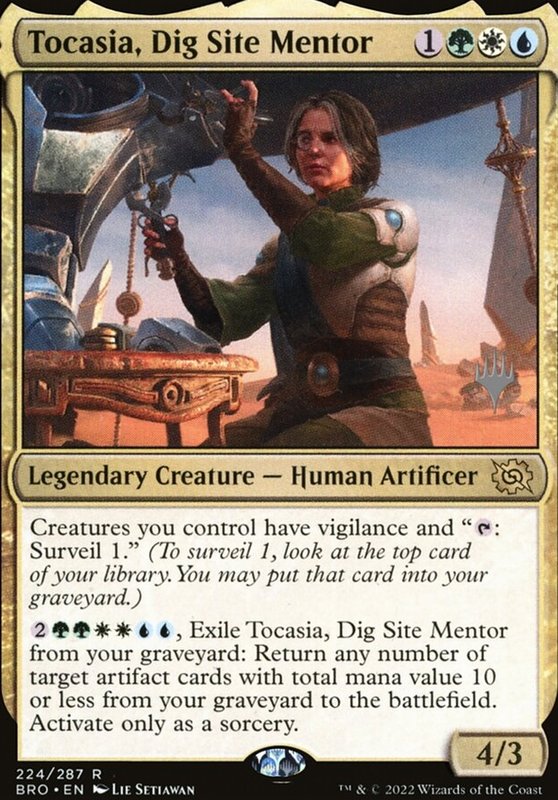 Tocasia, Dig Site Mentor 1
Legendary Creature — Human Artificer
Creatures you control have vigilance and “:
Surveil 1.” (To surveil 1, look at the top card
of your library. You may put that card into your
graveyard.)
2, Exile Tocasia, Dig Site Mentor
from your graveyard: Return any number of
target artifact cards with total mana value 10
or less from your graveyard to the battlefield.
Activate only as a sorcery.
4/3
224/287 R
BRO • EN Lie Setiawan
™ & © 2022 Wizards of the Coast